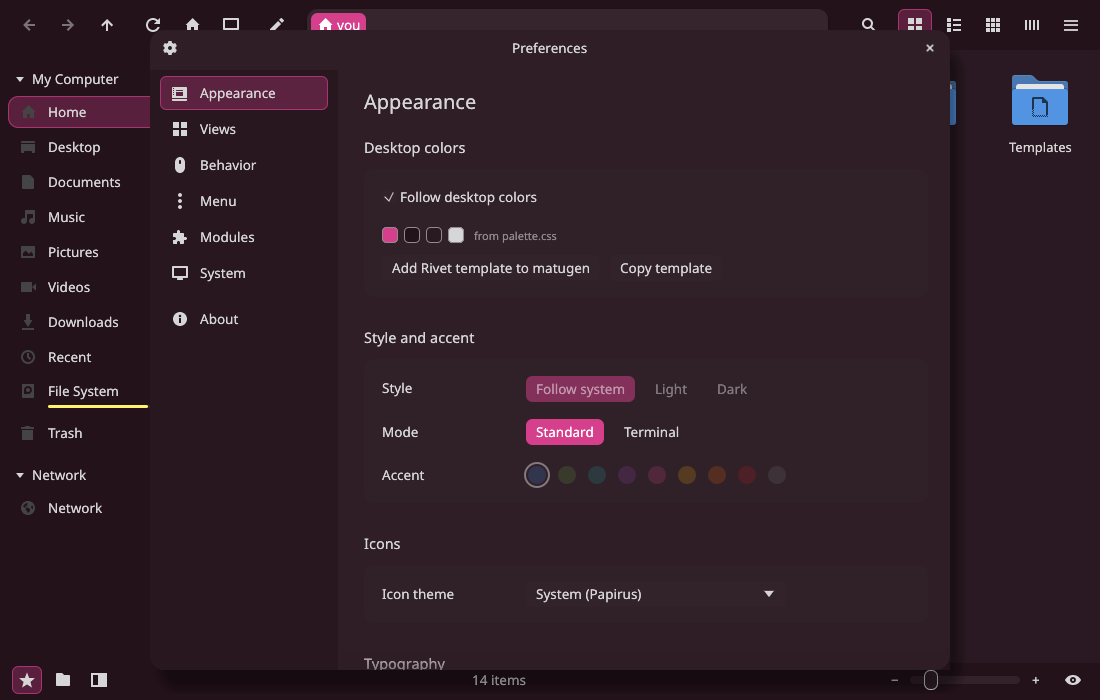 you
Preferences
My Computer
Home
Desktop
Documents
Music
Pictures
Videos
Downloads
Recent
File System
Trash
Network
Network
Appearance
Views
Behavior
Menu
Modules
System
About
Appearance
Desktop colors
Follow desktop colors
from palette.css
Add Rivet template to matugen Copy template
Style and accent
Style Follow system Light Dark
Mode Standard Terminal
Accent
Icons
Icon theme System (Papirus)
Typography
Templates
14 items